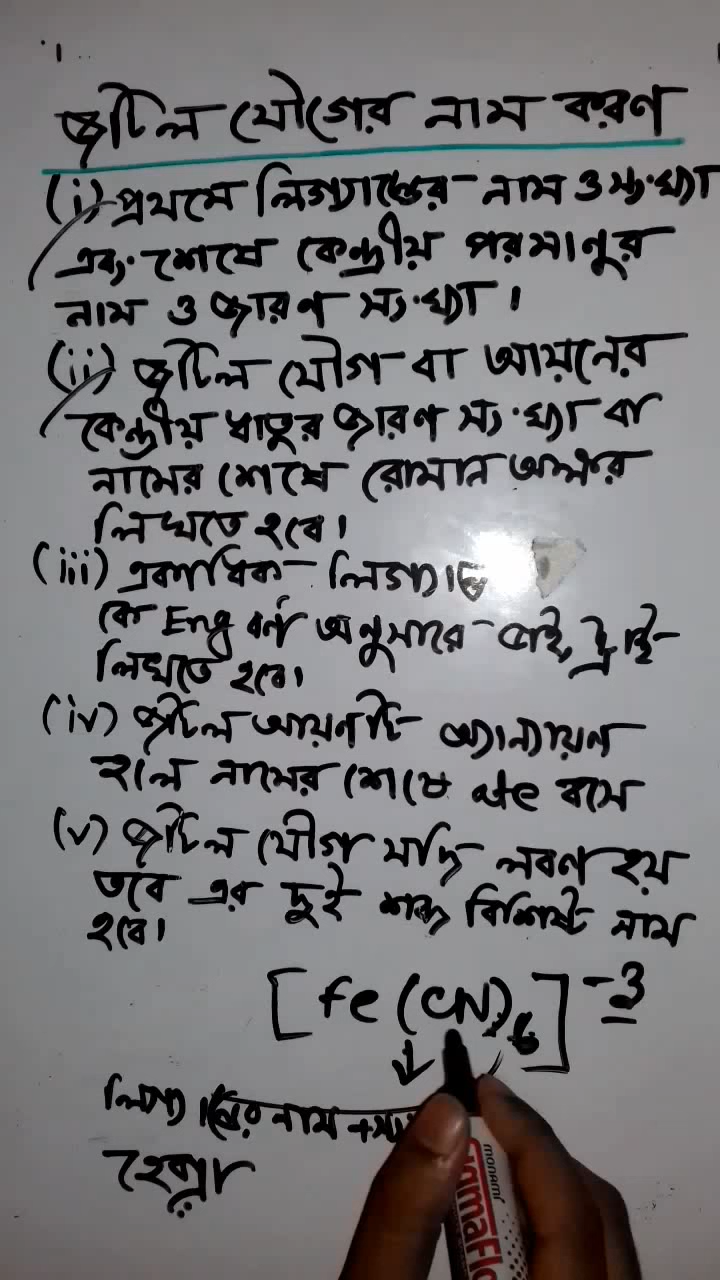 জটিল যৌগের নাম করণ
(i) প্রথমে লিগ্যান্ডের নাম ও সংখ্যা
এবং শেষে কেন্দ্রীয় পরমানুর
নাম ও জারণ সংখ্যা।
(ii) জটিল যৌগ বা আয়নের
কেন্দ্রীয় ধাতুর জারণ সংখ্যা বা
নামের শেষে রোমান অক্ষরে
লিখতে হবে।
(iii) একাধিক লিগ্যান্ড
কে Eng বর্ণ অনুসারে ডাই, ট্রাই
লিখতে হবে।
(iv) জটিল আয়ণটি অ্যানায়ন
হলে নামের শেষে ate বসে
(v) জটিল যৌগ যদি লবণ হয়
তবে এর দুই শব্দ বিশিষ্ট নাম
হবে।
[Fe(CN)6]-3
নাম +
হেক্সা
monami